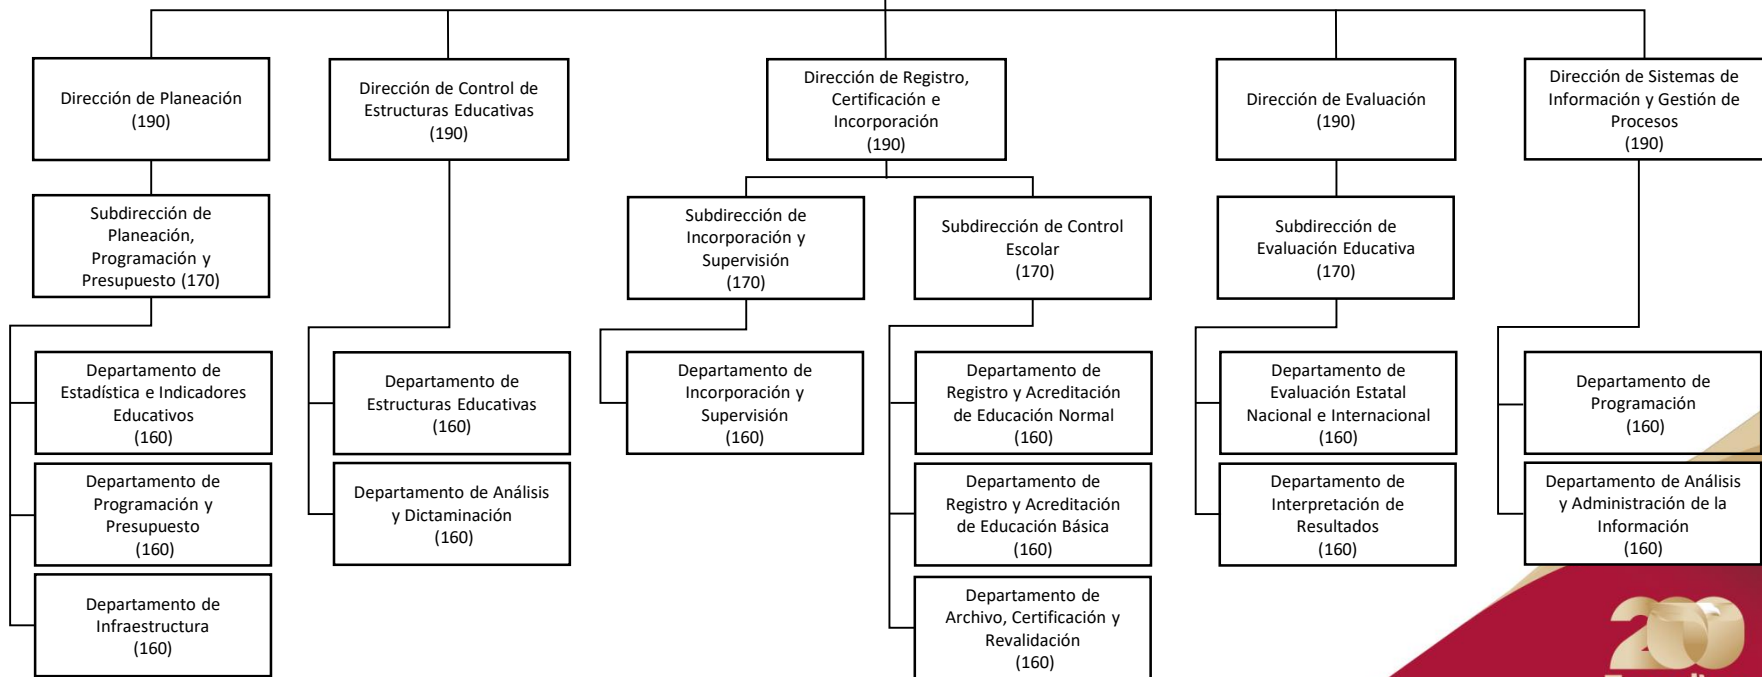 Dirección de Planeación
(190)
Dirección de Control de
Estructuras Educativas
(190)
Dirección de Registro,
Certificación e
Incorporación
(190)
Dirección de Evaluación
(190)
Dirección de Sistemas de
Información y Gestión de
Procesos
(190)
Subdirección de
Planeación,
Programación y
Presupuesto (170)
Subdirección de
Incorporación y
Supervisión
(170)
Subdirección de Control
Escolar
(170)
Subdirección de
Evaluación Educativa
(170)
Departamento de
Estadística e Indicadores
Educativos
(160)
Departamento de
Estructuras Educativas
(160)
Departamento de
Incorporación y
Supervisión
(160)
Departamento de
Registro y Acreditación
de Educación Normal
(160)
Departamento de
Evaluación Estatal
Nacional e Internacional
(160)
Departamento de
Programación
(160)
Departamento de
Programación y
Presupuesto
(160)
Departamento de Análisis
y Dictaminación
(160)
Departamento de
Registro y Acreditación
de Educación Básica
(160)
Departamento de
Interpretación de
Resultados
(160)
Departamento de Análisis
y Administración de la
Información
(160)
Departamento de
Infraestructura
(160)
Departamento de
Archivo, Certificación y
Revalidación
(160)
200